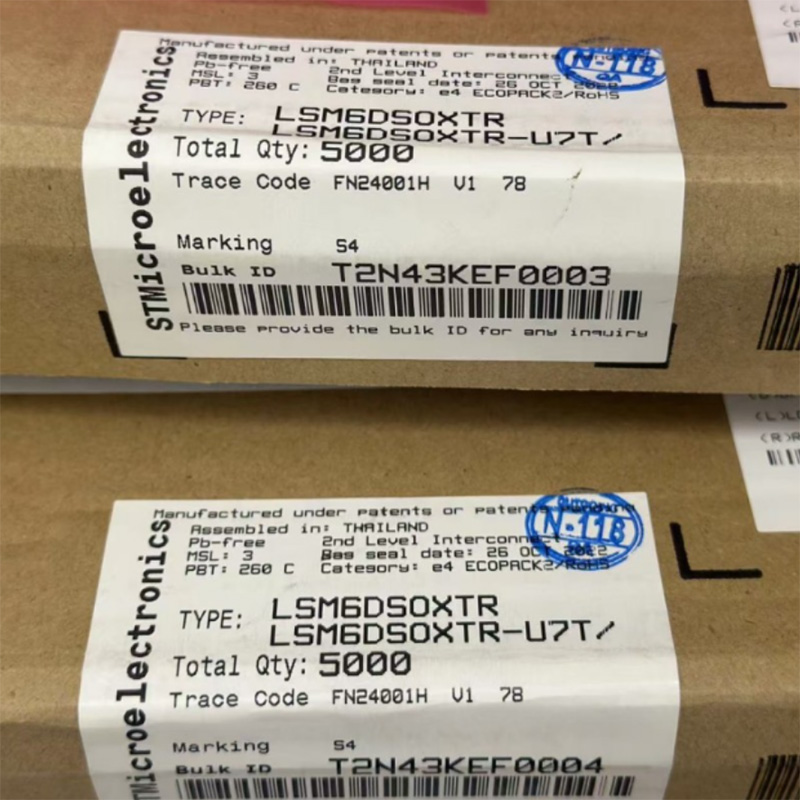 STMicroelectronics
Manufactured under patents or patents
Assembled in: THAILAND
Pb-free 2nd Level Interconnect
MSL: 3 Bag seal date: 26 OCT 2022
PBT: 260 C Category: e4 ECOPACK2/RoHS
N-118
QA
TYPE: LSM6DSOXTR
LSM6DSOXTR-U7T/
Total Qty: 5000
Trace Code FN24001H V1 78
Marking S4
Bulk ID T2N43KEF0003
Please provide the bulk ID for any inquiry
TMicroelectronics
Manufactured under patents or patents pending
Assembled in: THAILAND
Pb-free 2nd Level Interconnect
MSL: 3 Bag seal date: 26 OCT 2022
PBT: 260 C Category: e4 ECOPACK2/RoHS
OUTGOING
N-118
QA
TYPE: LSM6DSOXTR
LSM6DSOXTR-U7T/
Total Qty: 5000
Trace Code FN24001H V1 78
Marking S4
Bulk ID T2N43KEF0004